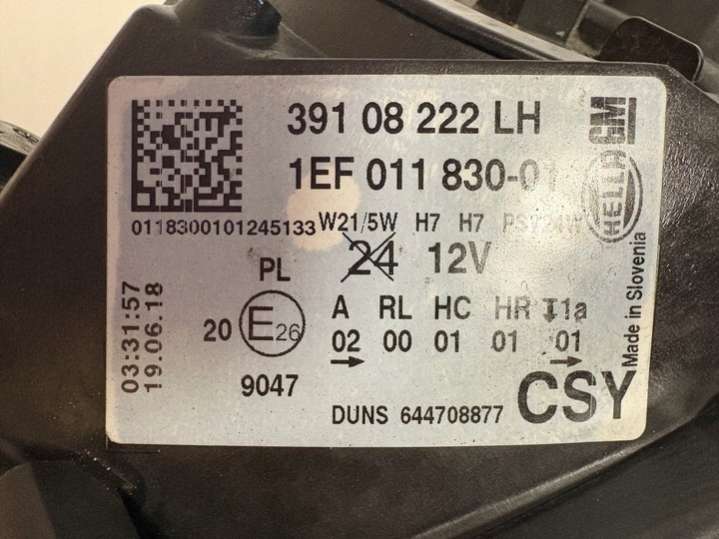 391 08 222 LH
1EF 011 830-01
GM
HELLA
0118300101245133
W21/5W H7 H7
24 12V
PL
A RL HC HR I1a
20 E26
02 00 01 01 01
9047
DUNS 644708877
CSY
03:31:57
19.06.18
Made in Slovenia